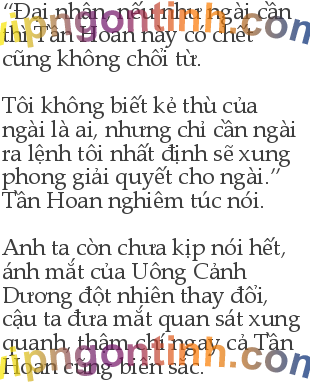 “Đại nhân, nếu như ngài cần
thì Tần Hoan này có chết
cũng không chối từ.
Tôi không biết kẻ thù của
ngài là ai, nhưng chỉ cần ngài
ra lệnh tôi nhất định sẽ xung
phong giải quyết cho ngài.”
Tần Hoan nghiêm túc nói.
Anh ta còn chưa kịp nói hết,
ánh mắt của Uông Cảnh
Dương đột nhiên thay đổi,
cậu ta đưa mắt quan sát xung
quanh, thậm chí ngay cả Tần
Hoan cũng biến sắc.